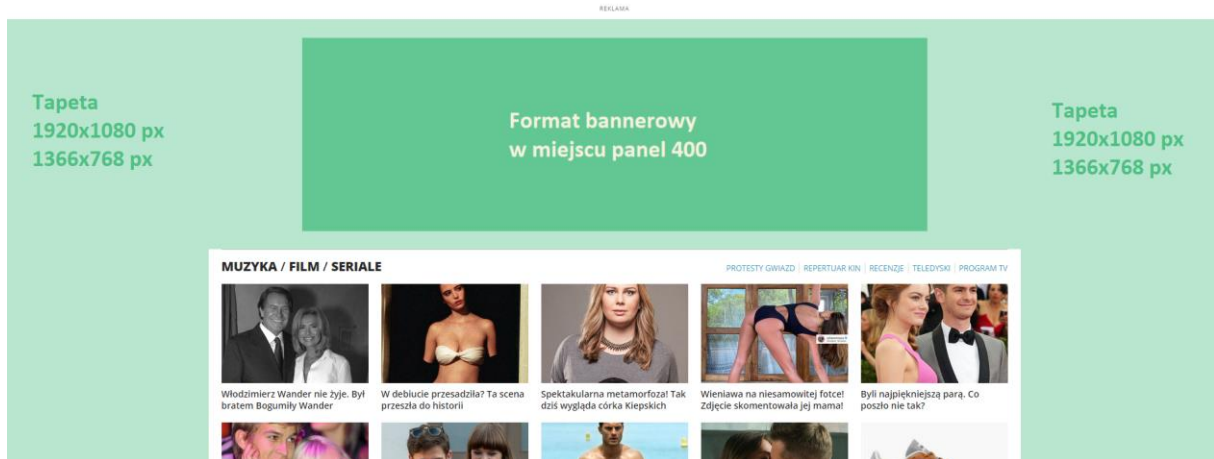 REKLAMA
Tapeta
1920x1080 px
1366x768 px
Format bannerowy
w miejscu panel 400
Tapeta
1920x1080 px
1366x768 px
MUZYKA / FILM / SERIALE
PROTESTY GWIAZD | REPERTUAR KIN | RECENZJE | TELEDYSKI | PROGRAM TV
Włodzimierz Wander nie żyje. Był
bratem Bogumiły Wander
W debiucie przesadziła? Ta scena
przeszła do historii
Spektakularna metamorfoza! Tak
dziś wygląda córka Kiepskich
Wieniawa na niesamowitej fotce!
Zdjęcie skomentowała jej mama!
Byli najpiękniejszą parą. Co
poszło nie tak?